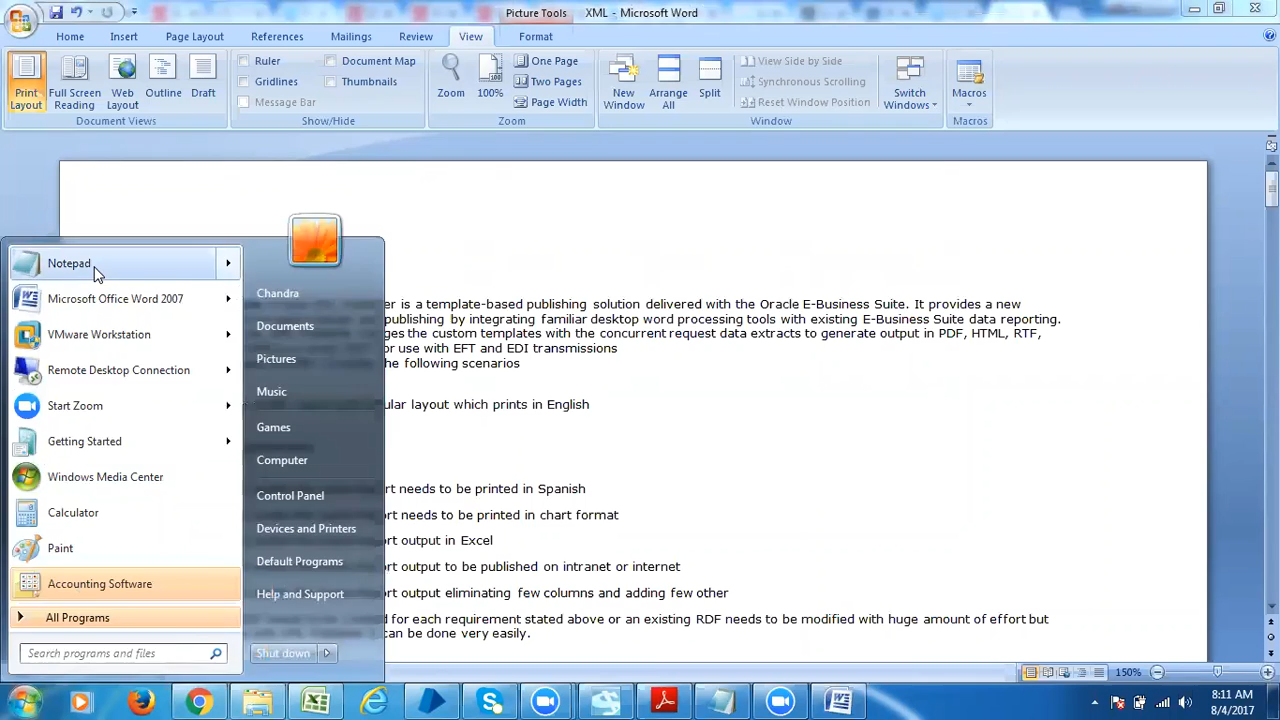 Picture Tools
XML - Microsoft Word
Home
Insert
Page Layout
References
Mailings
Review
View
Format
Print Layout
Full Screen Reading
Web Layout
Outline
Draft
Document Views
Ruler
Gridlines
Message Bar
Document Map
Thumbnails
Show/Hide
Zoom
100
100%
One Page
Two Pages
Page Width
Zoom
New Window
Arrange All
Split
View Side by Side
Synchronous Scrolling
Reset Window Position
Window
Switch Windows
Macros
Macros
is a template-based publishing solution delivered with the Oracle E-Business Suite. It provides a new
publishing by integrating familiar desktop word processing tools with existing E-Business Suite data reporting.
the custom templates with the concurrent request data extracts to generate output in PDF, HTML, RTF,
or use with EFT and EDI transmissions
the following scenarios
layout which prints in English
needs to be printed in Spanish
needs to be printed in chart format
output in Excel
output to be published on intranet or internet
output eliminating few columns and adding few other
for each requirement stated above or an existing RDF needs to be modified with huge amount of effort but
can be done very easily.
Notepad
Microsoft Office Word 2007
VMware Workstation
Remote Desktop Connection
Start Zoom
Getting Started
Windows Media Center
Calculator
Paint
Accounting Software
All Programs
Search programs and files
Chandra
Documents
Pictures
Music
Games
Computer
Control Panel
Devices and Printers
Default Programs
Help and Support
Shut down
150%
8:11 AM
8/4/2017